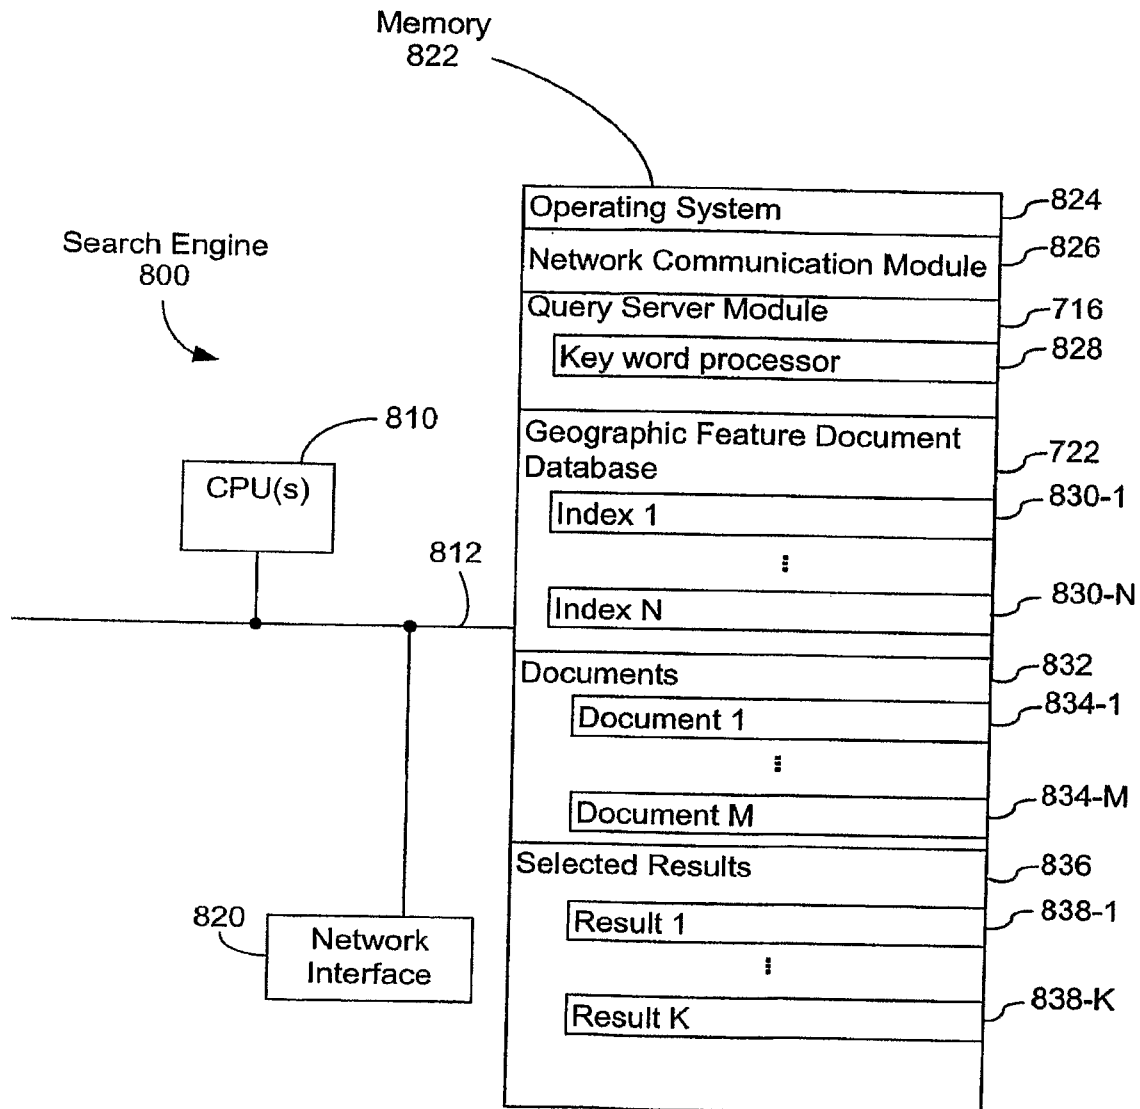 Memory
822
Operating System
824
Search Engine
800
Network Communication Module
826
Query Server Module
716
Key word processor
828
810
CPU(s)
Geographic Feature Document
Database
722
Index 1
830-1
812
Index N
830-N
Documents
832
Document 1
834-1
Document M
834-M
Selected Results
836
820
Network
Interface
Result 1
838-1
Result K
838-K